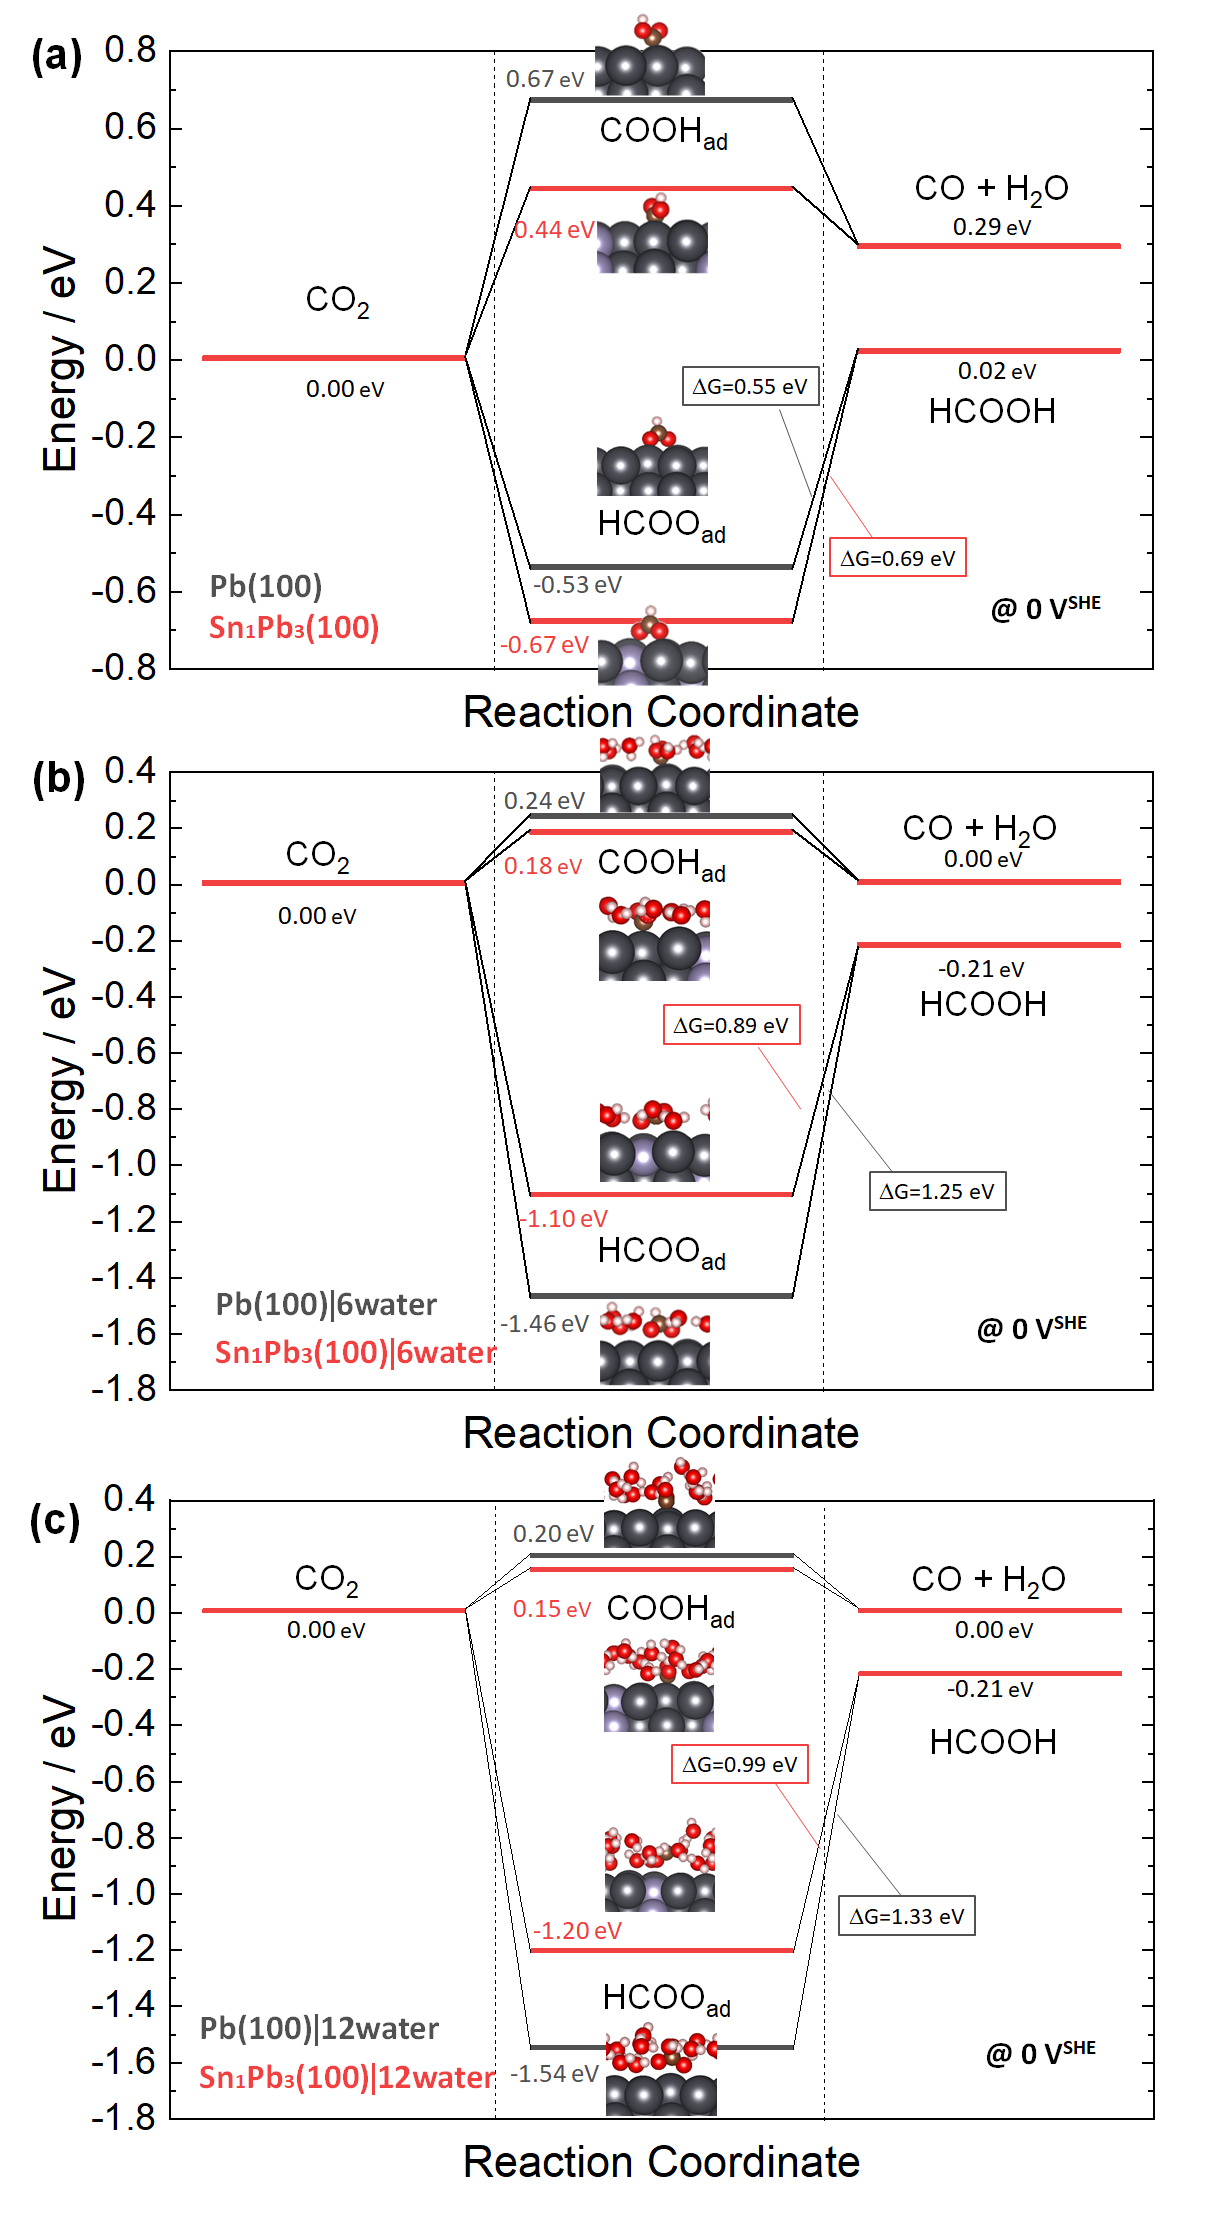 (a)
0.8
0.6
0.4
0.2
0.0
-0.2
-0.4
-0.6
-0.8
Energy / eV
0.67 eV
COOHad
0.44 eV
CO + H2O
0.29 eV
CO2
0.00 eV
0.02 eV
HCOOH
ΔG=0.55 eV
HCOOad
ΔG=0.69 eV
-0.53 eV
-0.67 eV
Pb(100)
Sn1Pb3(100)
@ 0 VSHE
Reaction Coordinate
(b)
0.4
0.2
0.0
-0.2
-0.4
-0.6
-0.8
-1.0
-1.2
-1.4
-1.6
-1.8
Energy / eV
0.24 eV
0.18 eV
COOHad
CO + H2O
0.00 eV
CO2
0.00 eV
-0.21 eV
HCOOH
ΔG=0.89 eV
ΔG=1.25 eV
-1.10 eV
HCOOad
-1.46 eV
Pb(100)|6water
Sn1Pb3(100)|6water
@ 0 VSHE
Reaction Coordinate
(c)
0.4
0.2
0.0
-0.2
-0.4
-0.6
-0.8
-1.0
-1.2
-1.4
-1.6
-1.8
Energy / eV
0.20 eV
0.15 eV
COOHad
CO + H2O
0.00 eV
CO2
0.00 eV
-0.21 eV
HCOOH
ΔG=0.99 eV
ΔG=1.33 eV
-1.20 eV
HCOOad
-1.54 eV
Pb(100)|12water
Sn1Pb3(100)|12water
@ 0 VSHE
Reaction Coordinate